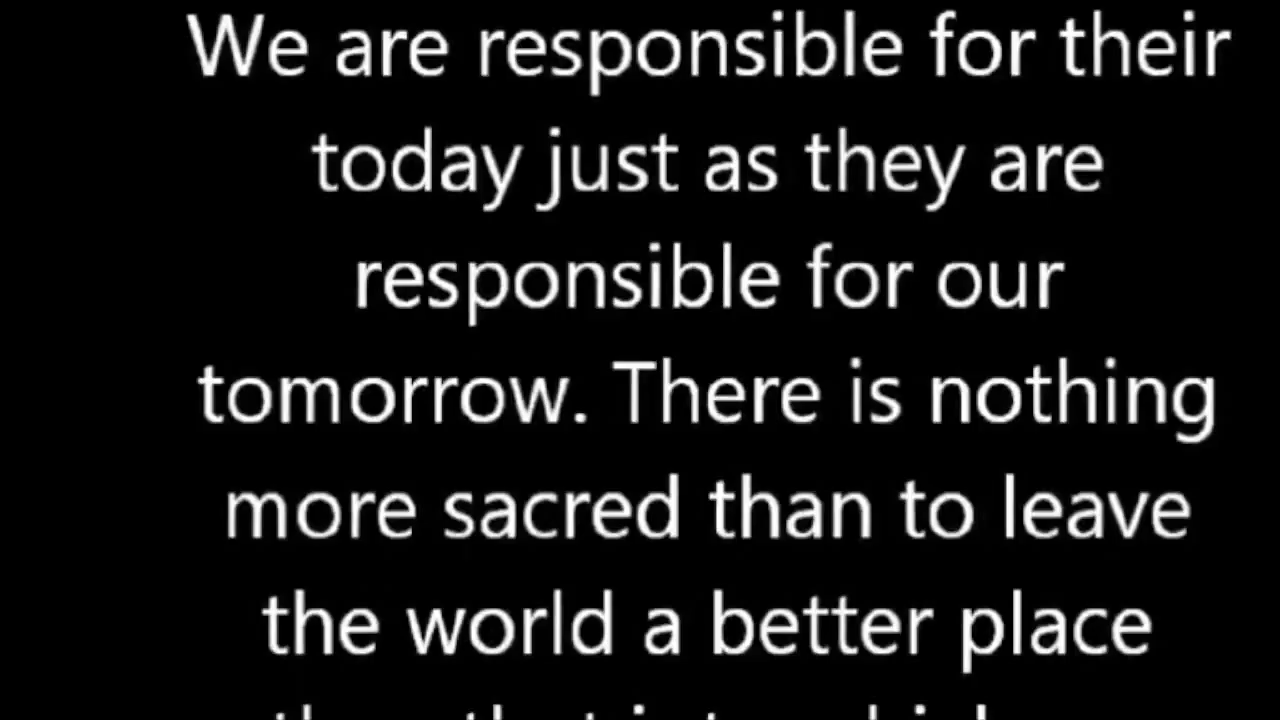 We are responsible for their
today just as they are
responsible for our
tomorrow. There is nothing
more sacred than to leave
the world a better place